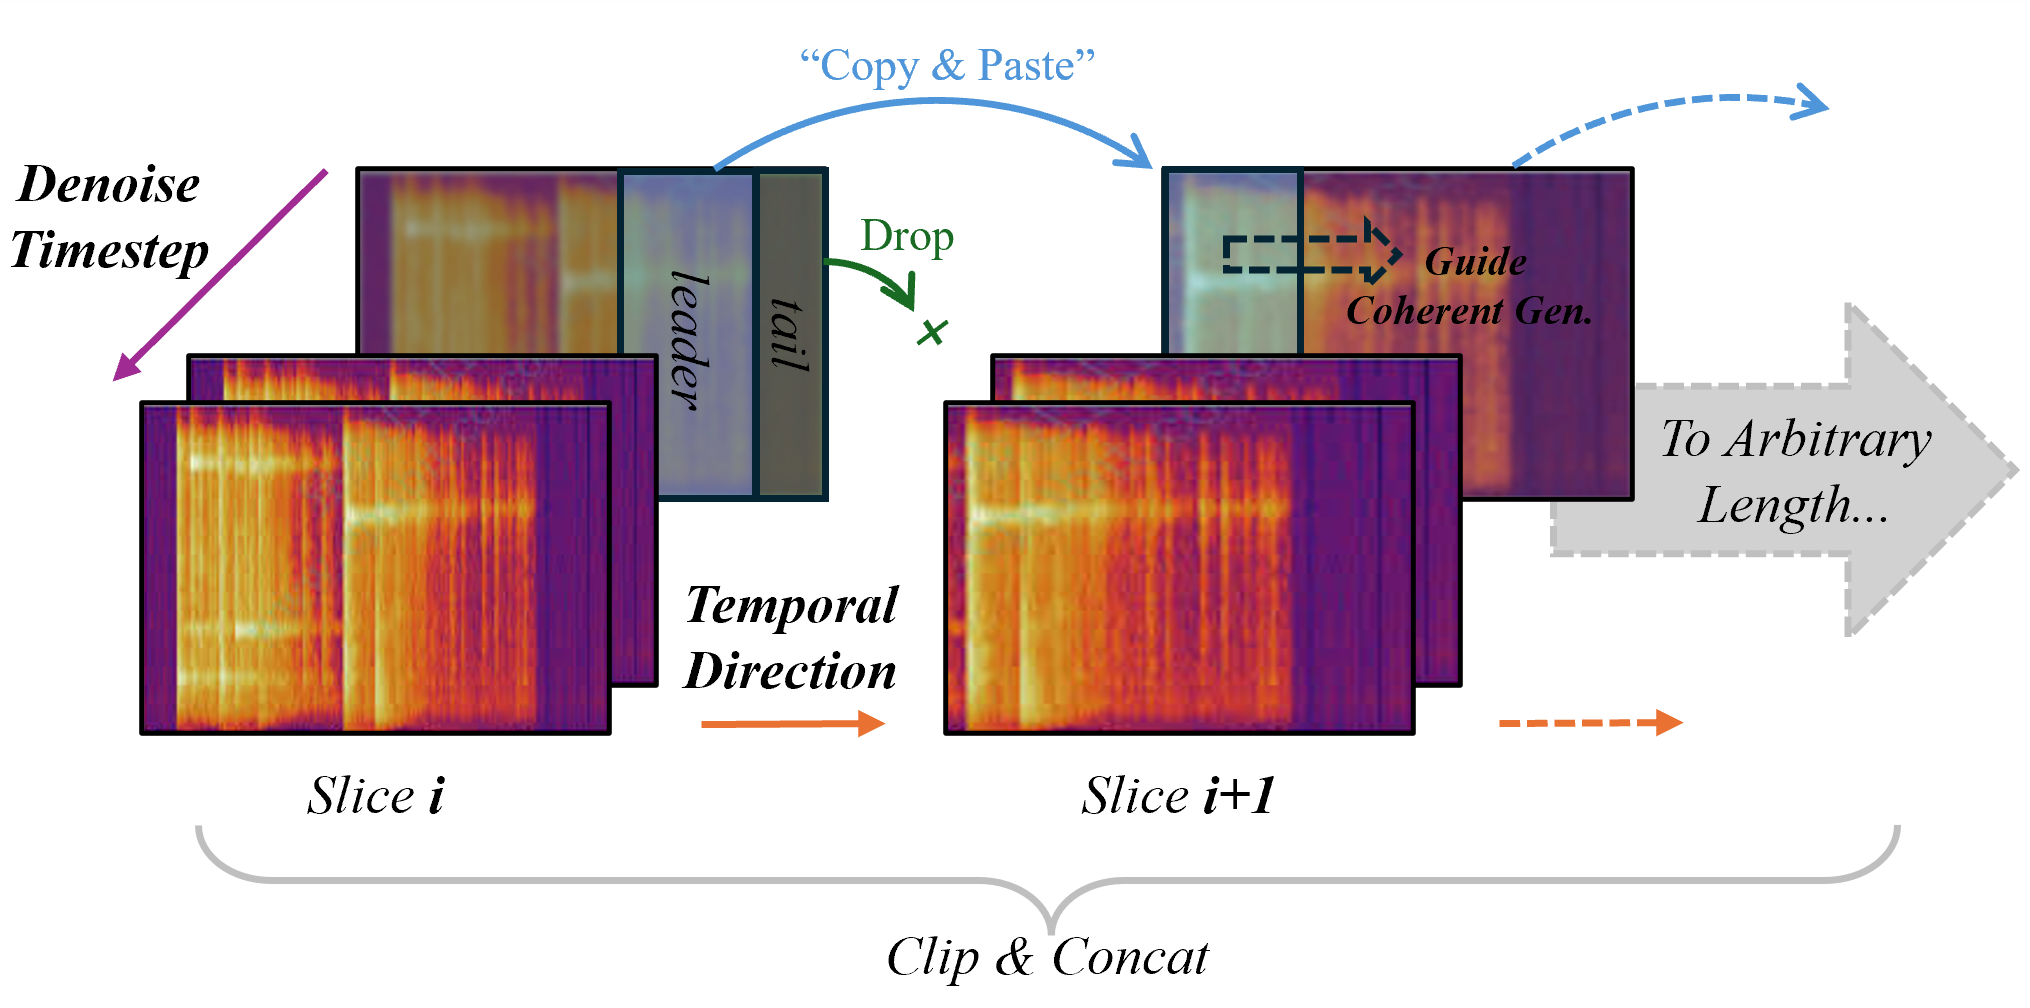 “Copy & Paste”
Denoise
Timestep
leader
tail
Drop
Guide
Coherent Gen.
To Arbitrary
Length...
Temporal
Direction
Slice i
Slice i+1
Clip & Concat